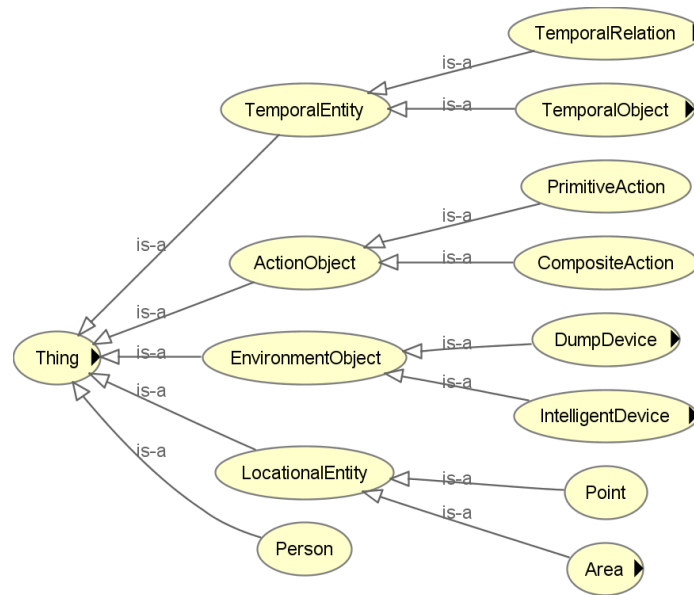 TemporalRelation
is-a
TemporalEntity
is-a
TemporalObject
PrimitiveAction
is-a
is-a
ActionObject
is-a
CompositeAction
is-a
DumpDevice
Thing
is-a
EnvironmentObject
is-a
is-a
is-a
IntelligentDevice
is-a
LocationalEntity
is-a
Point
is-a
Person
Area